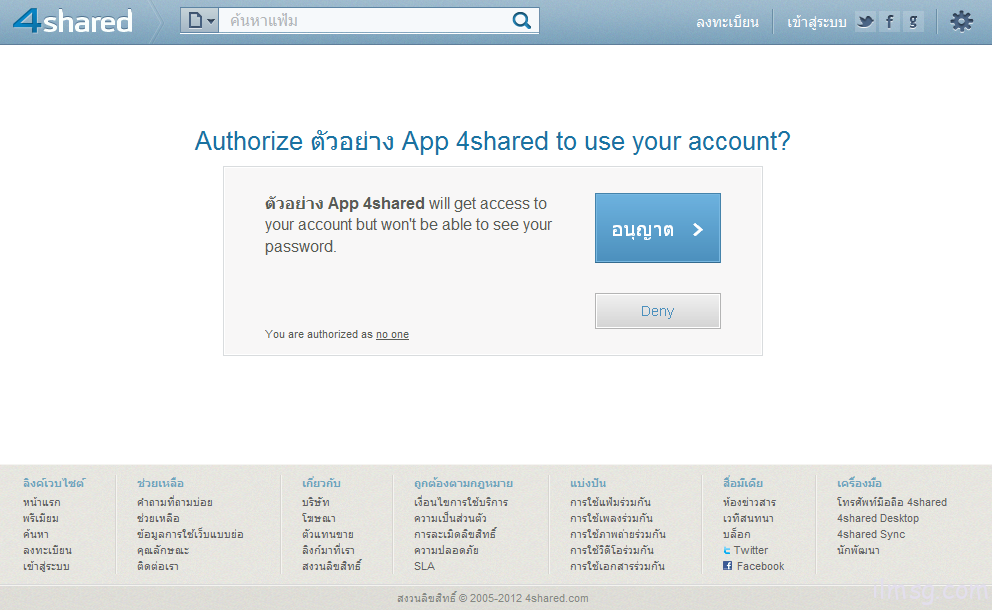 4shared
ค้นหาแฟ้ม
ลงทะเบียน
เข้าสู่ระบบ
Authorize ตัวอย่าง App 4shared to use your account?
ตัวอย่าง App 4shared will get access to
your account but won't be able to see your
password.
อนุญาต
Deny
You are authorized as no one
ลิงค์เวบไซต์
หน้าแรก
พรีเมียม
ค้นหา
ลงทะเบียน
เข้าสู่ระบบ
ช่วยเหลือ
คำถามที่ถามบ่อย
ช่วยเหลือ
ข้อมูลการใช้เว็บแบบย่อ
คุณลักษณะ
ติดต่อเรา
เกี่ยวกับ
บริษัท
โฆษณา
ตัวแทนขาย
ลิงก์มาที่เรา
สงวนลิขสิทธิ์
ถูกต้องตามกฎหมาย
เงื่อนไขการใช้บริการ
ความเป็นส่วนตัว
การละเมิดลิขสิทธิ์
ความปลอดภัย
SLA
แบ่งปัน
การใช้แฟ้มร่วมกัน
การใช้เพลงร่วมกัน
การใช้ภาพถ่ายร่วมกัน
การใช้วิดีโอร่วมกัน
การใช้เอกสารร่วมกัน
สื่อมีเดีย
ห้องข่าวสาร
เวทีสนทนา
บล็อก
Twitter
Facebook
เครื่องมือ
โทรศัพท์มือถือ 4shared
4shared Desktop
4shared Sync
นักพัฒนา
สงวนลิขสิทธิ์ © 2005-2012 4shared.com